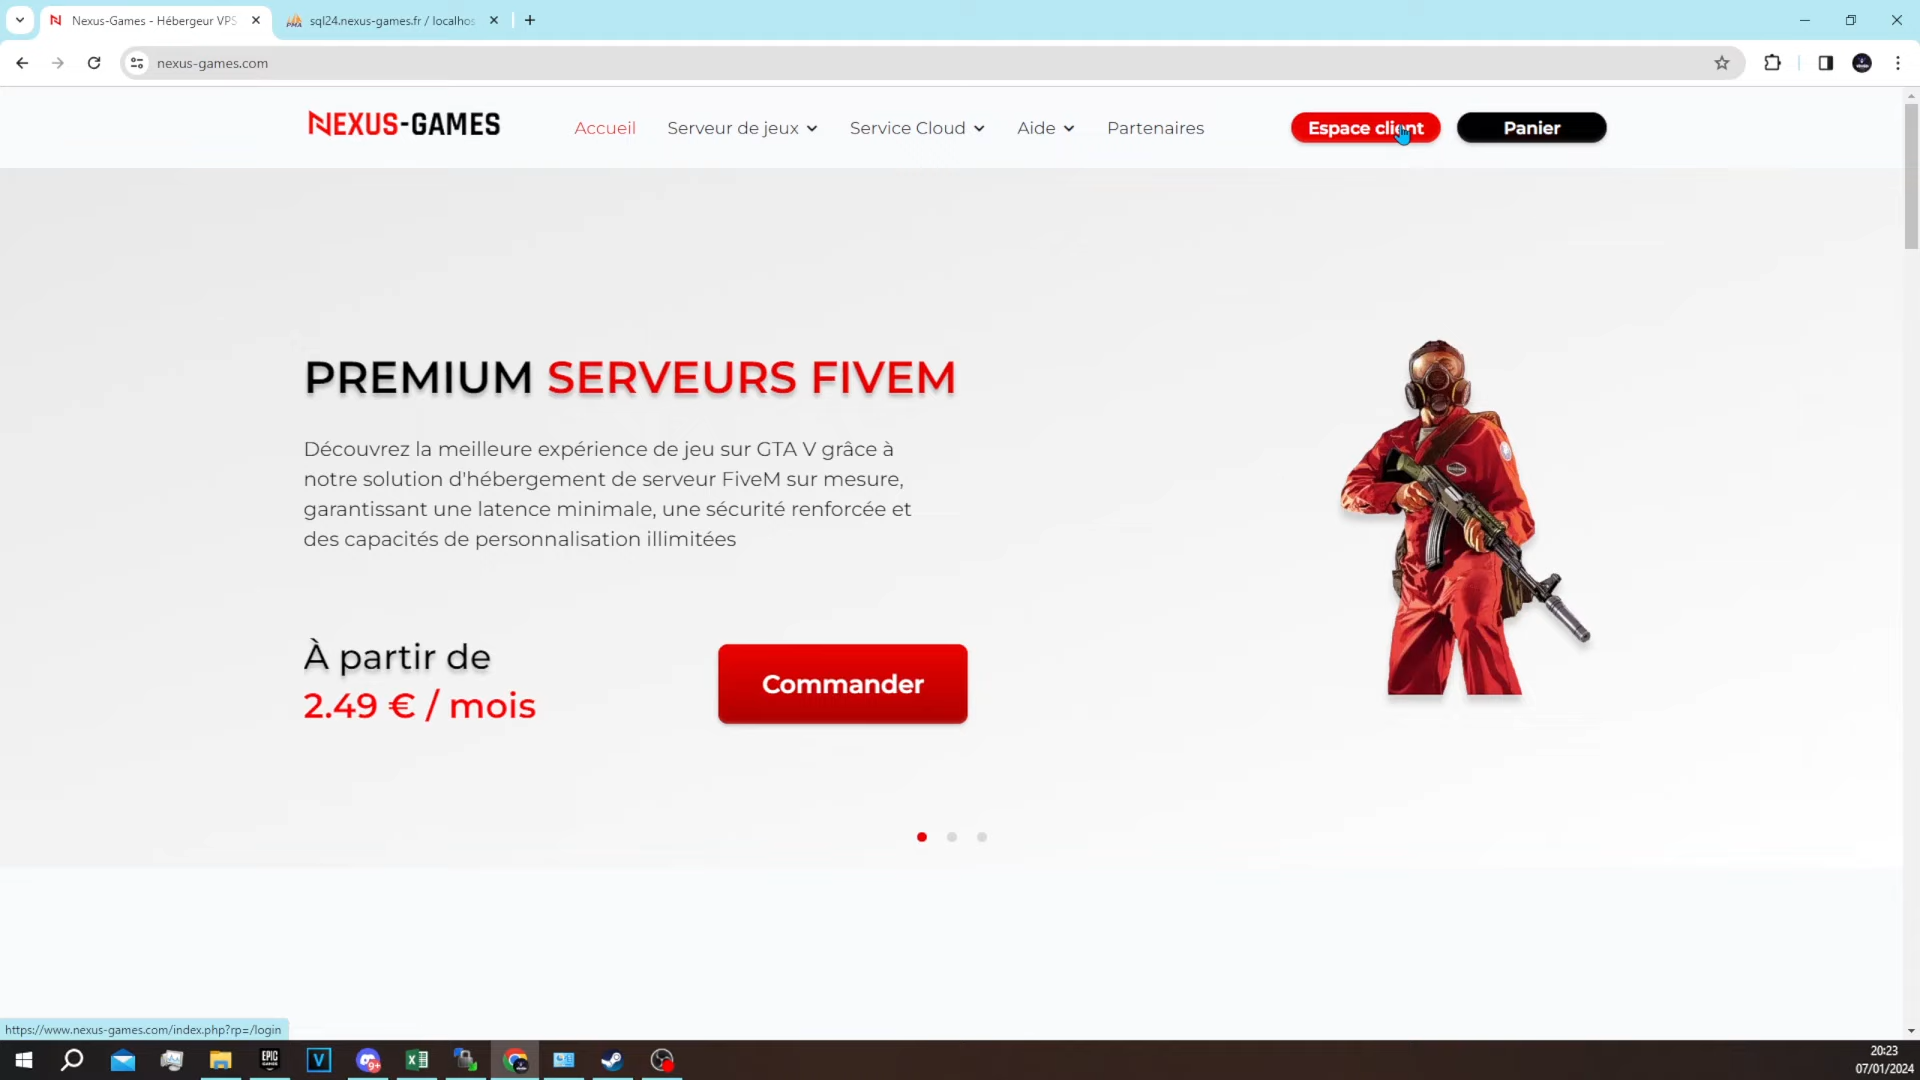 Nexus-Games - Hébergeur VPS
sql24.nexus-games.fr / localhos
nexus-games.com
NEXUS-GAMES
Accueil
Serveur de jeux
Service Cloud
Aide
Partenaires
Espace client
Panier
PREMIUM SERVEURS FIVEM
Découvrez la meilleure expérience de jeu sur GTA V grâce à
notre solution d'hébergement de serveur FiveM sur mesure,
garantissant une latence minimale, une sécurité renforcée et
des capacités de personnalisation illimitées
À partir de
2.49 € / mois
Commander
https://www.nexus-games.com/index.php?rp=/login
EPIC
GAMES
V
9+
20:23
07/01/2024